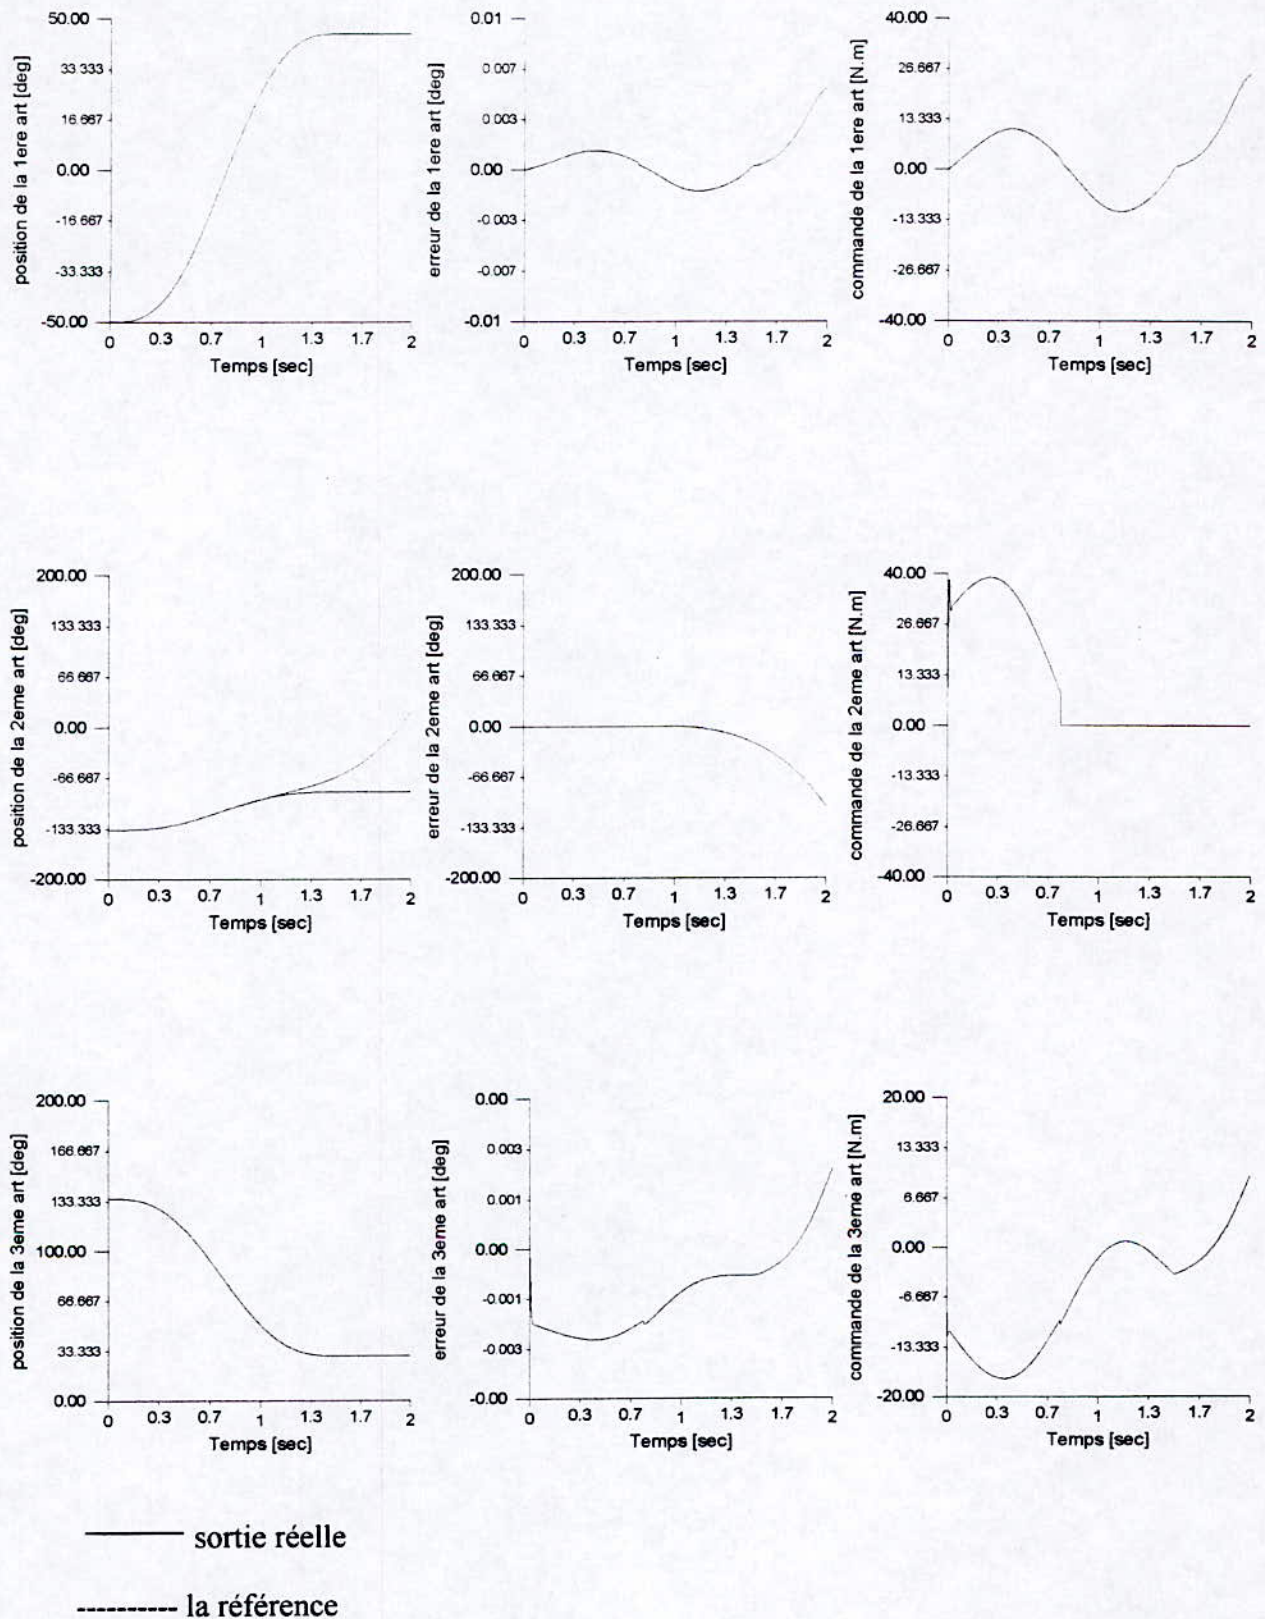 position de la 1ere art [deg]
50.00
33.333
16.667
0.00
-16.667
-33.333
-50.00
0 0.3 0.7 1 1.3 1.7 2
Temps [sec]
erreur de la 1ere art [deg]
0.01
0.007
0.003
0.00
-0.003
-0.007
-0.01
0 0.3 0.7 1 1.3 1.7 2
Temps [sec]
commande de la 1ere art [N.m]
40.00
26.667
13.333
0.00
-13.333
-26.667
-40.00
0 0.3 0.7 1 1.3 1.7 2
Temps [sec]
position de la 2eme art [deg]
200.00
133.333
66.667
0.00
-66.667
-133.333
-200.00
0 0.3 0.7 1 1.3 1.7 2
Temps [sec]
erreur de la 2eme art [deg]
200.00
133.333
66.667
0.00
-66.667
-133.333
-200.00
0 0.3 0.7 1 1.3 1.7 2
Temps [sec]
commande de la 2eme art [N.m]
40.00
26.667
13.333
0.00
-13.333
-26.667
-40.00
0 0.3 0.7 1 1.3 1.7 2
Temps [sec]
position de la 3eme art [deg]
200.00
166.667
133.333
100.00
66.667
33.333
0.00
0 0.3 0.7 1 1.3 1.7 2
Temps [sec]
erreur de la 3eme art [deg]
0.00
0.003
0.001
0.00
-0.001
-0.003
-0.00
0 0.3 0.7 1 1.3 1.7 2
Temps [sec]
commande de la 3eme art [N.m]
20.00
13.333
6.667
0.00
-6.667
-13.333
-20.00
0 0.3 0.7 1 1.3 1.7 2
Temps [sec]
sortie réelle
la référence